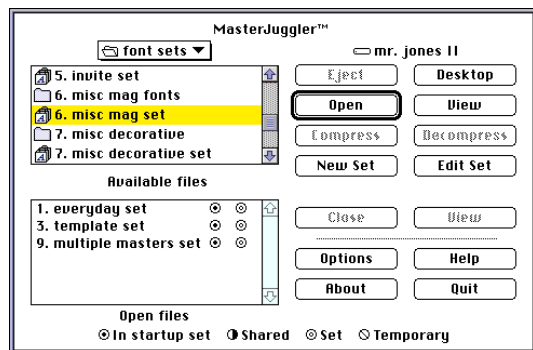 MasterJuggler™
font sets
mr. jones II
5. invite set
6. misc mag fonts
6. misc mag set
7. misc decorative
7. misc decorative set
Available files
Eject
Desktop
Open
View
Compress
Decompress
New Set
Edit Set
1. everyday set
3. template set
9. multiple masters set
Open files
Close
View
Options
Help
About
Quit
In startup set
Shared
Set
Temporary